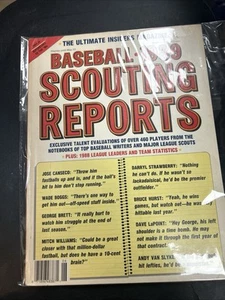 THE ULTIMATE INSIDER'S
BASEBALL
SCOUTING
REPORTS
EXCLUSIVE TALENT EVALUATIONS OF OVER 400 PLAYERS FROM THE
NOTEBOOKS OF TOP BASEBALL WRITERS AND MAJOR LEAGUE SCOUTS
• PLUS: 1988 LEAGUE LEADERS AND TEAM STATISTICS •
JOSE CANSECO: "Throw him
fastballs up and in, and if the ball's
hit to him don't stop running."
WADE BOGGS: "There's one way to
get him out—off-speed stuff inside."
GEORGE BRETT: "It really hurt to
watch him struggle at the end of
last season."
MITCH WILLIAMS: "Could be a great
closer with that million-dollar
fastball, but does he have a 10-cent
brain?"
DARRYL STRAWBERRY: "Nothing
he can't do. If he wasn't so
lackadaisical, he'd be the premier
outfielder."
BRUCE HURST: "Yeah, he wins
games, but watch out—he was
hittable last year."
DAVE LaPOINT: "Hey George, his left
shoulder is a time bomb. He may
not make it through the first year of
that contract."
ANDY VAN SLYKE:
hit lefties, he'd be